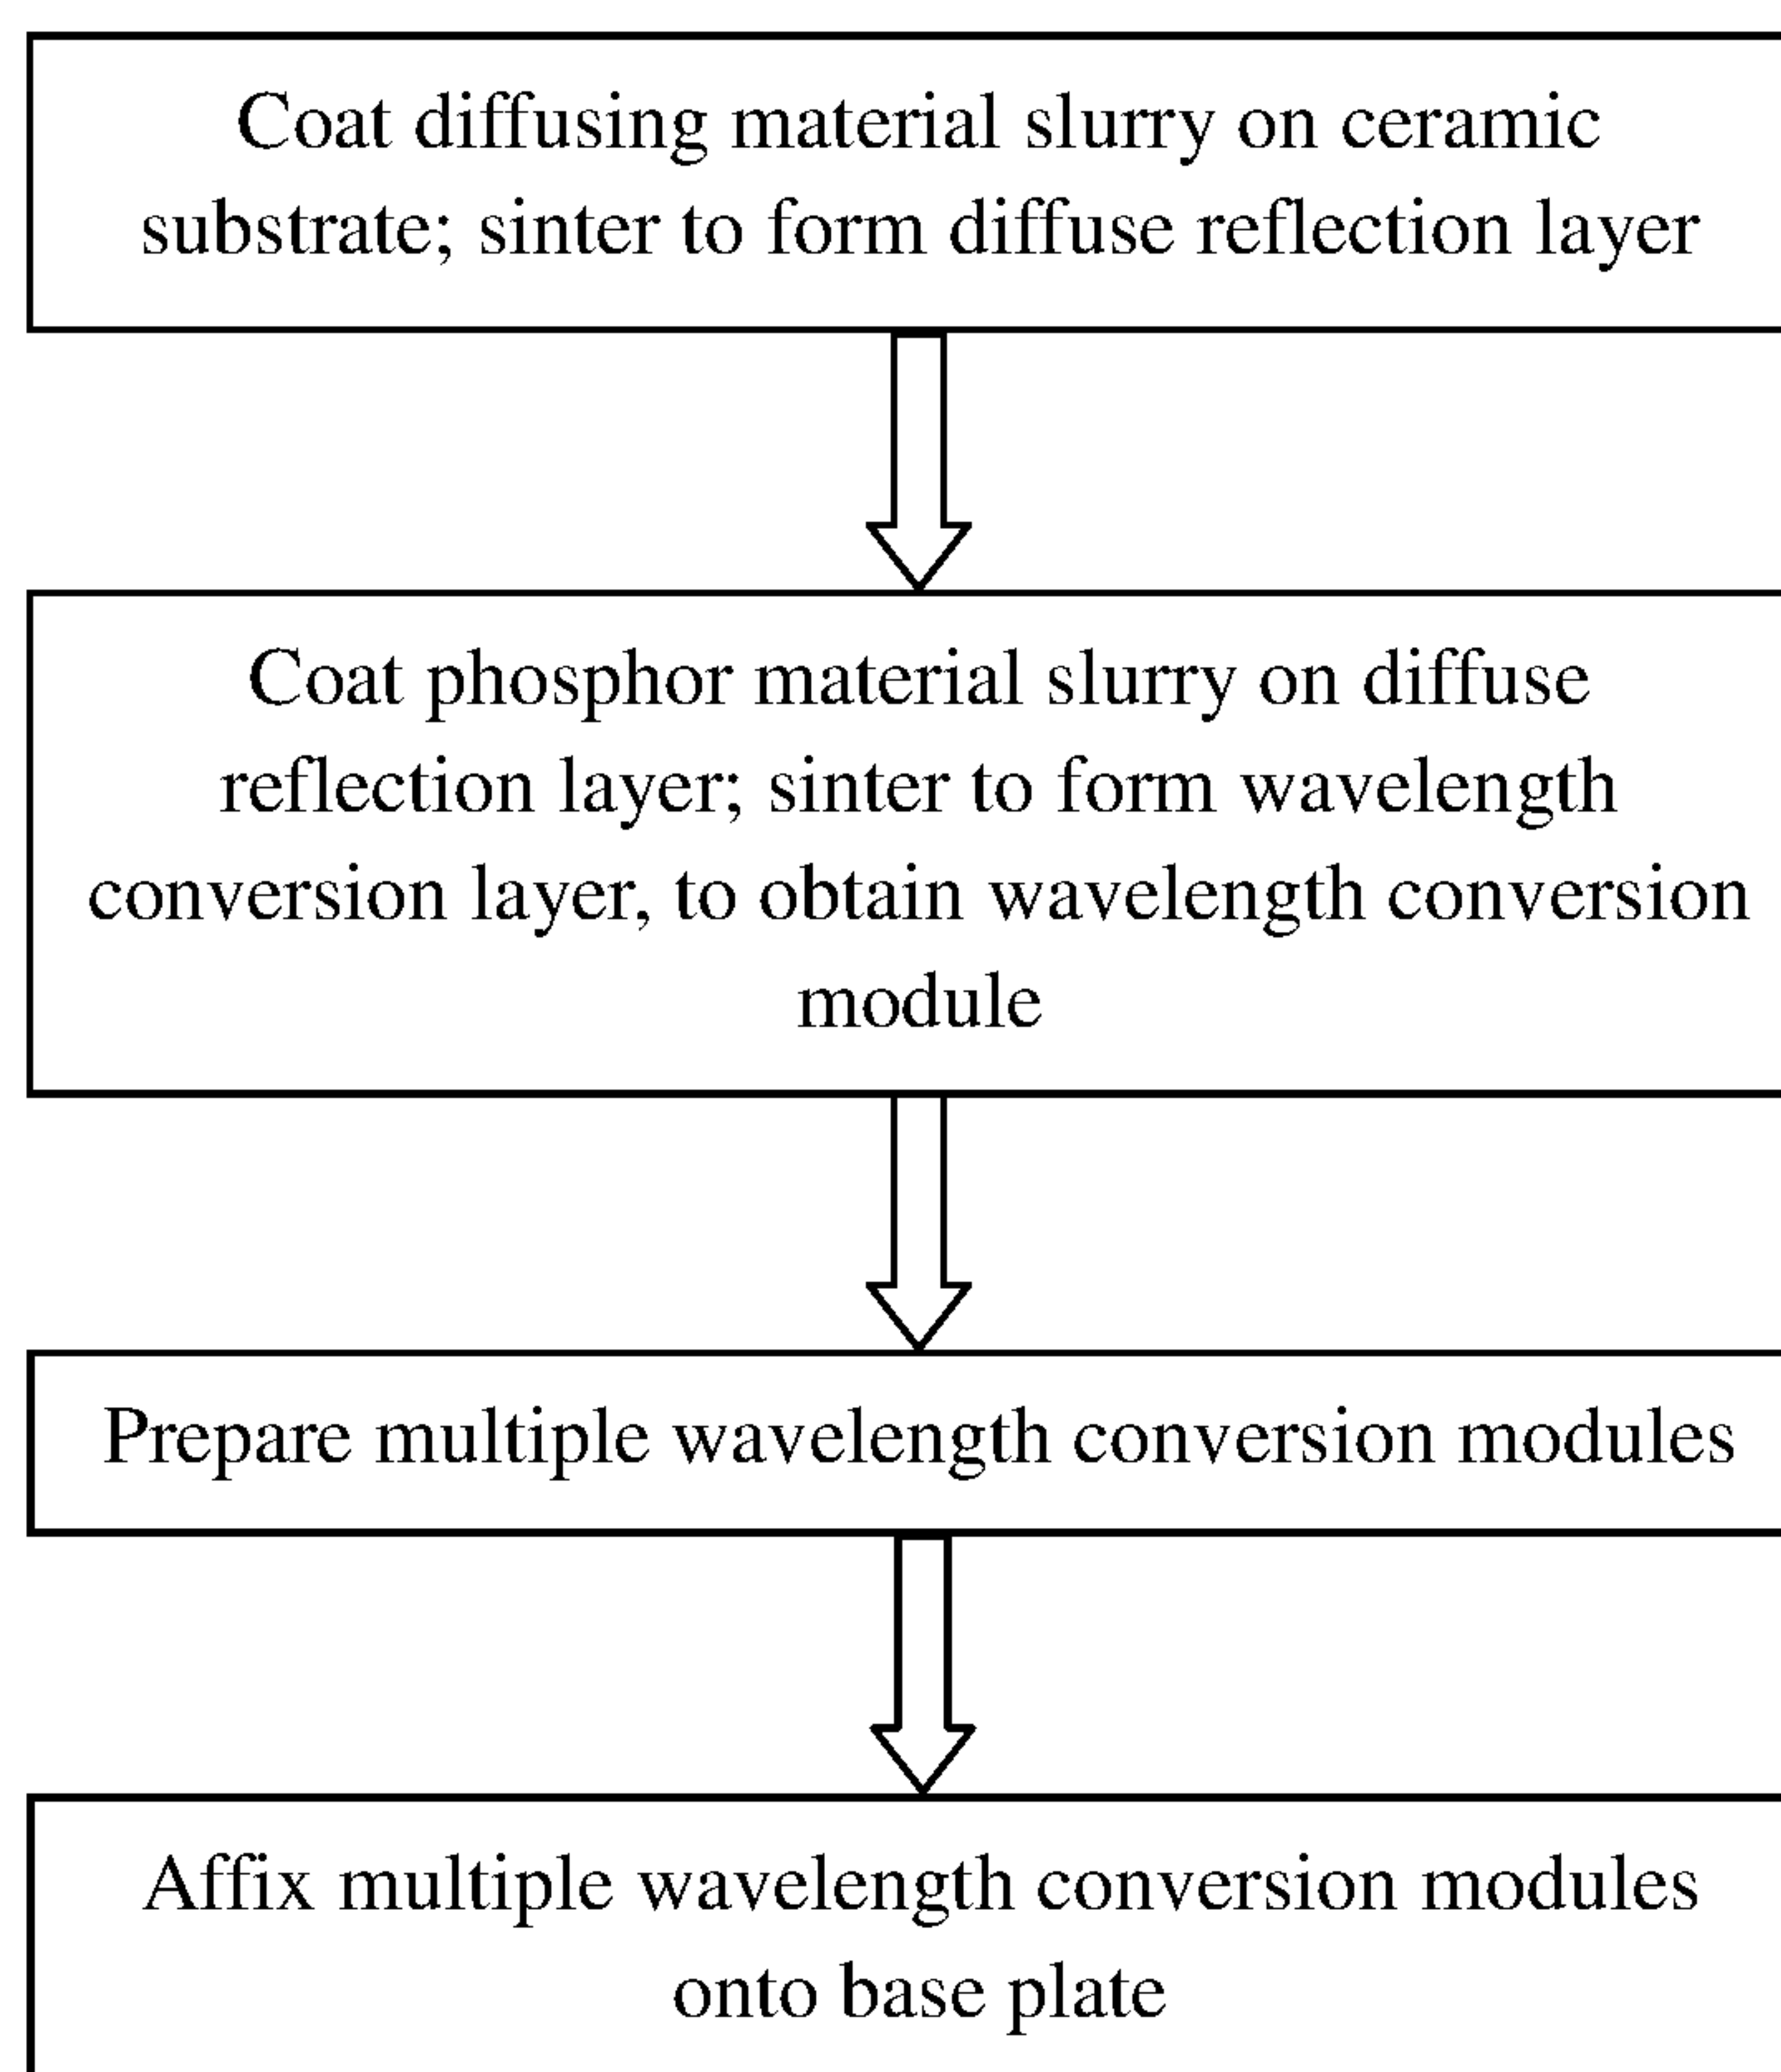 Coat diffusing material slurry on ceramic
substrate; sinter to form diffuse reflection layer
Coat phosphor material slurry on diffuse
reflection layer; sinter to form wavelength
conversion layer, to obtain wavelength conversion
module
Prepare multiple wavelength conversion modules
Affix multiple wavelength conversion modules
onto base plate